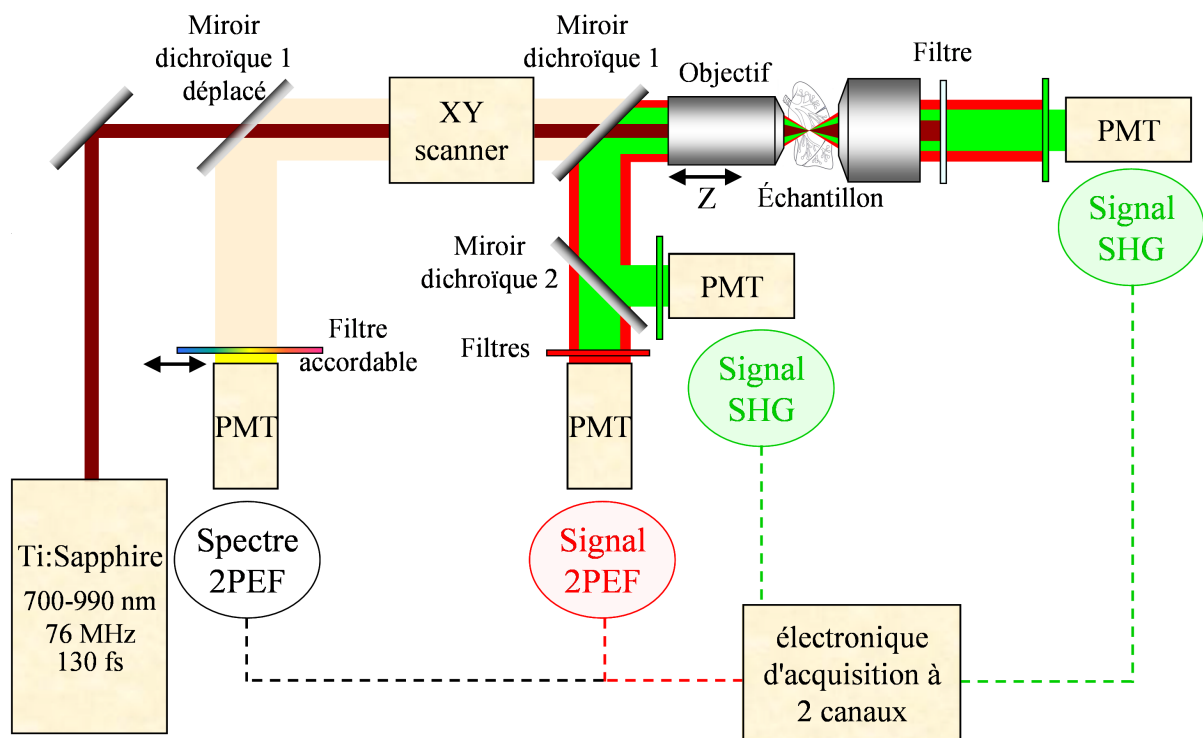 Miroir
dichroïque 1
déplacé
Miroir
dichroïque 1
Objectif
Filtre
XY
scanner
PMT
Z
Échantillon
Signal
SHG
Miroir
dichroïque 2
PMT
Filtre
accordable
Filtres
Signal
SHG
PMT
PMT
Ti:Sapphire
700-990 nm
76 MHz
130 fs
Spectre
2PEF
Signal
2PEF
électronique
d'acquisition à
2 canaux